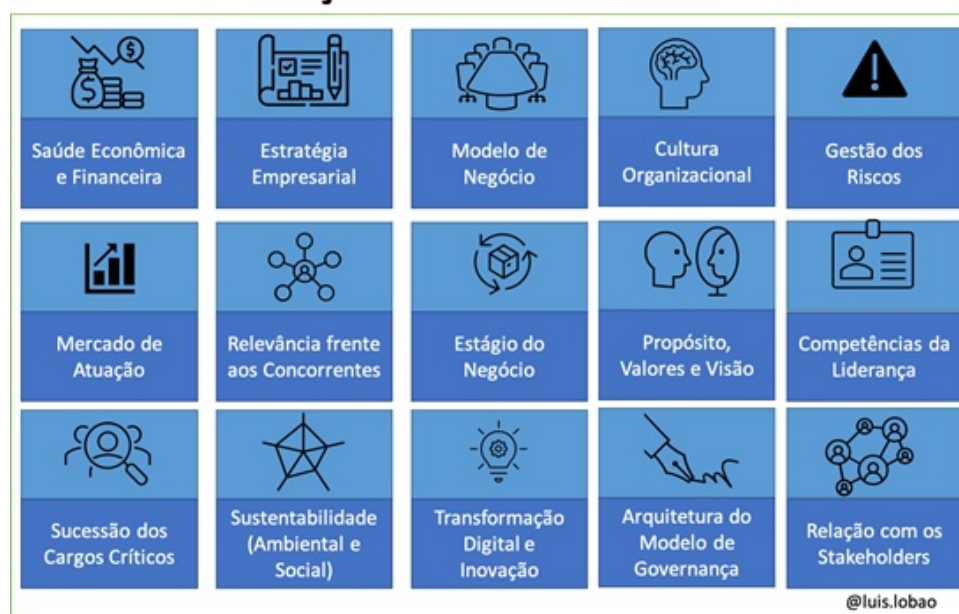 Saúde Econômica
e Financeira
Estratégia
Empresarial
Modelo de
Negócio
Cultura
Organizacional
Gestão dos
Riscos
Mercado de
Atuação
Relevância frente
aos Concorrentes
Estágio do
Negócio
Propósito,
Valores e Visão
Competências da
Liderança
Sucessão dos
Cargos Críticos
Sustentabilidade
(Ambiental e
Social)
Transformação
Digital e
Inovação
Arquitetura do
Modelo de
Governança
Relação com os
Stakeholders
@luis.lobao